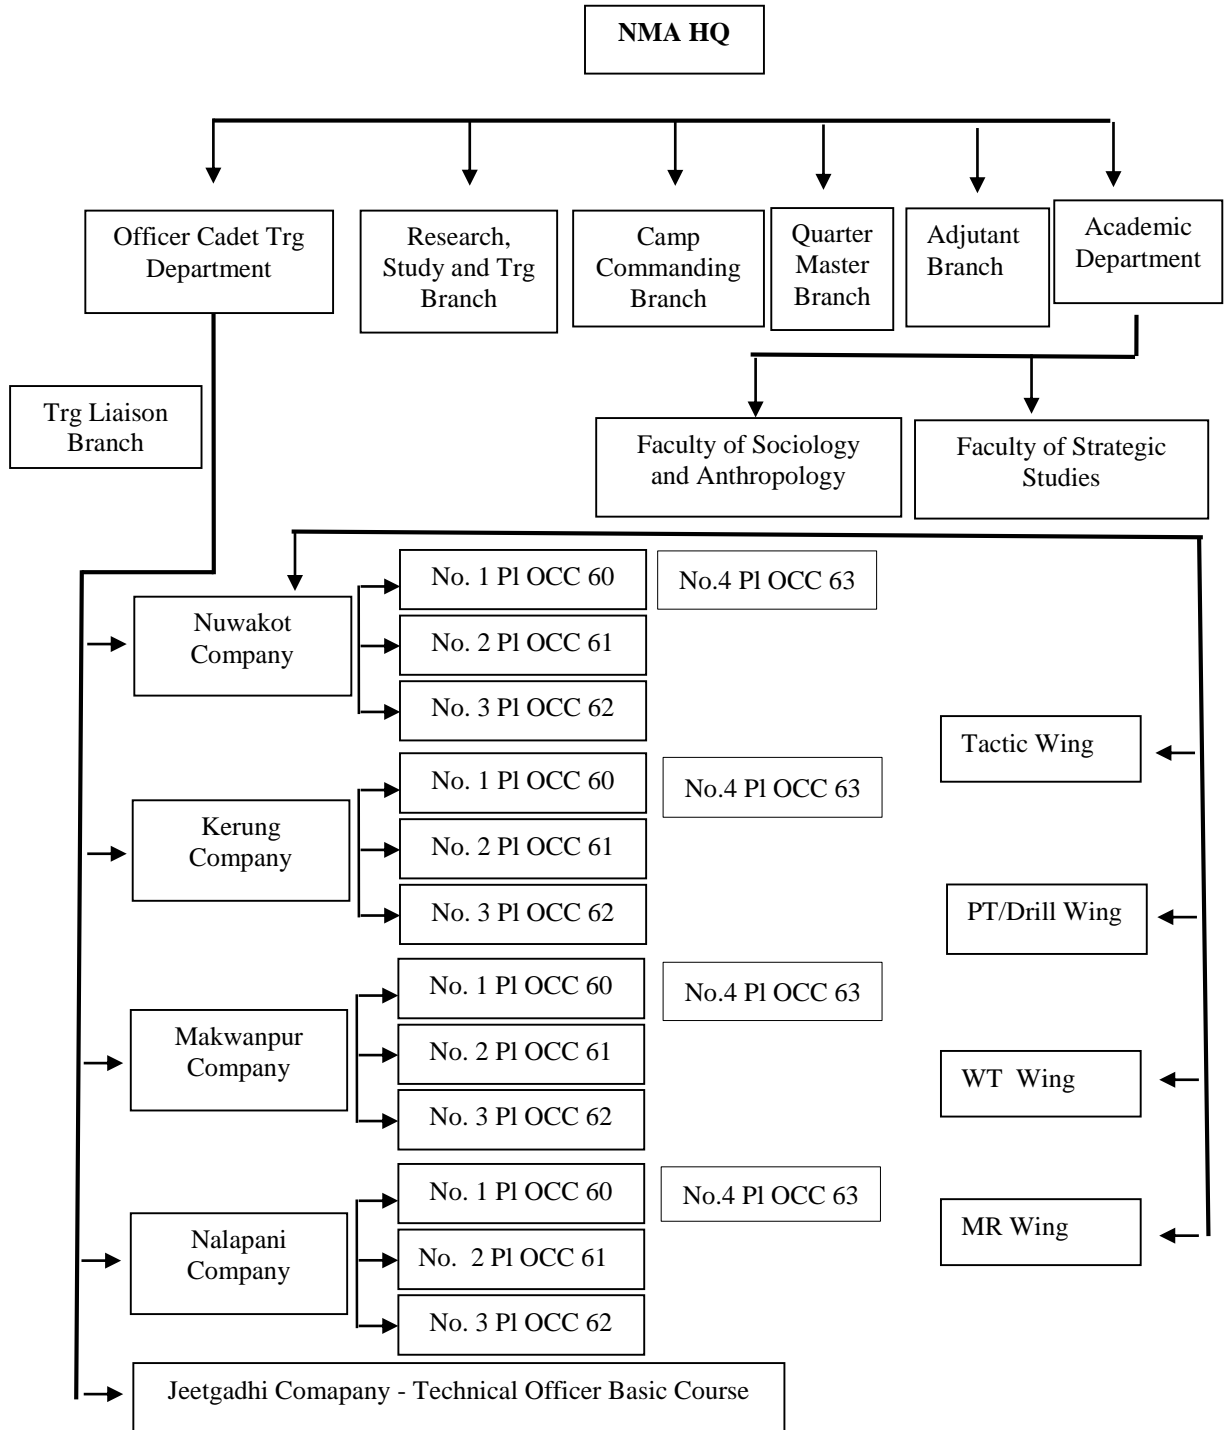 NMA HQ
Officer Cadet Trg
Department
Research,
Study and Trg
Branch
Camp
Commanding
Branch
Quarter
Master
Branch
Adjutant
Branch
Academic
Department
Trg Liaison
Branch
Faculty of Sociology
and Anthropology
Faculty of Strategic
Studies
Nuwakot
Company
No. 1 Pl OCC 60
No.4 Pl OCC 63
No. 2 Pl OCC 61
No. 3 Pl OCC 62
Tactic Wing
Kerung
Company
No. 1 Pl OCC 60
No.4 Pl OCC 63
No. 2 Pl OCC 61
No. 3 Pl OCC 62
PT/Drill Wing
Makwanpur
Company
No. 1 Pl OCC 60
No.4 Pl OCC 63
No. 2 Pl OCC 61
No. 3 Pl OCC 62
WT  Wing
Nalapani
Company
No. 1 Pl OCC 60
No.4 Pl OCC 63
No.  2 Pl OCC 61
No. 3 Pl OCC 62
MR Wing
Jeetgadhi Comapany - Technical Officer Basic Course